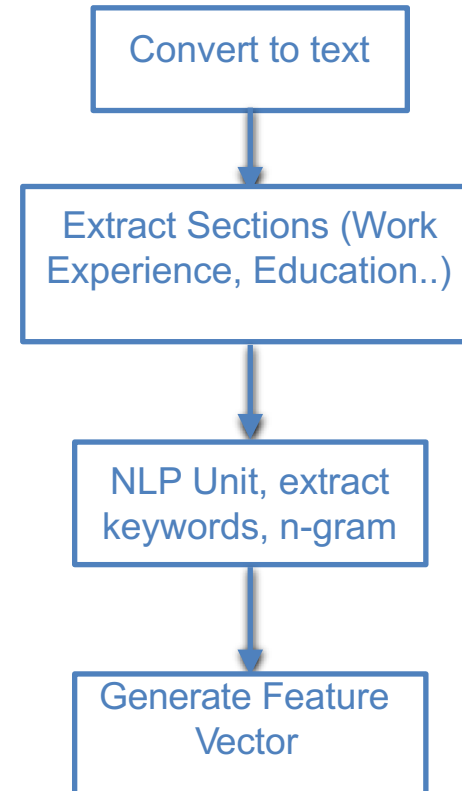 Convert to text
Extract Sections (Work
Experience, Education..)
NLP Unit, extract
keywords, n-gram
Generate Feature
Vector